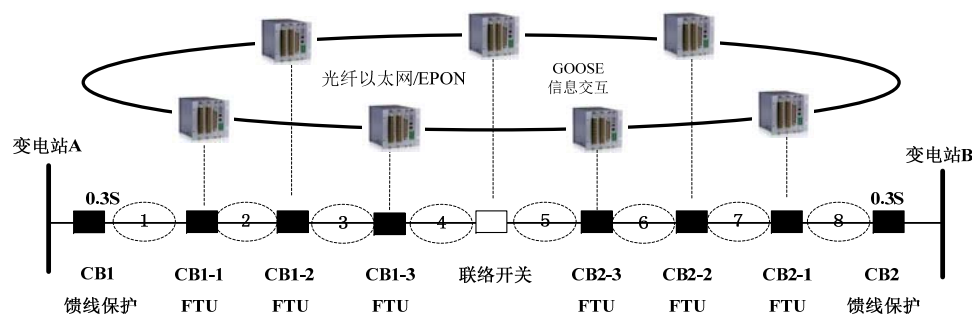 光纤以太网/EPON
GOOSE
信息交互
变电站A
变电站B
0.3S
0.3S
1
2
3
4
5
6
7
8
CB1
CB1-1
CB1-2
CB1-3
联络开关
CB2-3
CB2-2
CB2-1
CB2
馈线保护
FTU
FTU
FTU
FTU
FTU
FTU
馈线保护